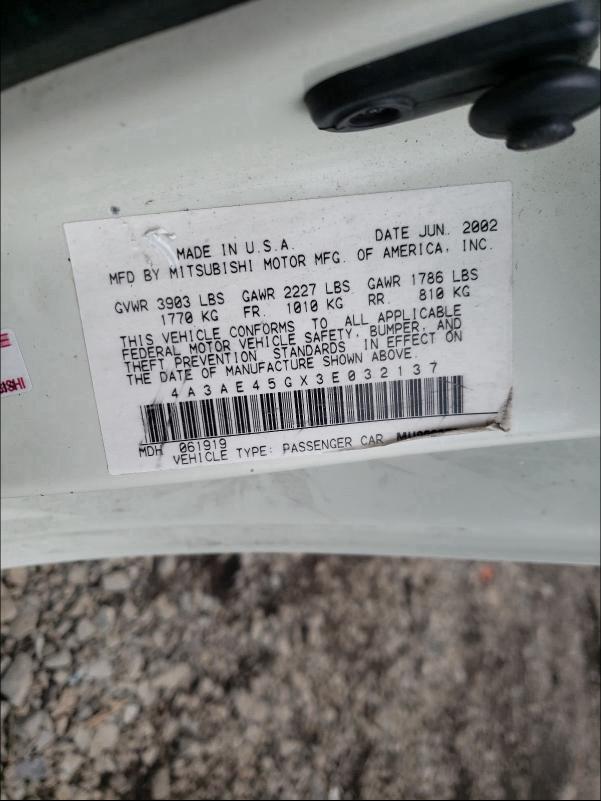 MADE IN U.S.A. DATE JUN. 2002
MFD BY MITSUBISHI MOTOR MFG. OF AMERICA, INC.
GVWR 3903 LBS GAWR 2227 LBS GAWR 1786 LBS
1770 KG FR. 1010 KG RR. 810 KG
THIS VEHICLE CONFORMS TO ALL APPLICABLE
FEDERAL MOTOR VEHICLE SAFETY, BUMPER, AND
THEFT PREVENTION STANDARDS IN EFFECT ON
THE DATE OF MANUFACTURE SHOWN ABOVE.
4A3AE45GX3E032137
MDH 061919
VEHICLE TYPE: PASSENGER CAR